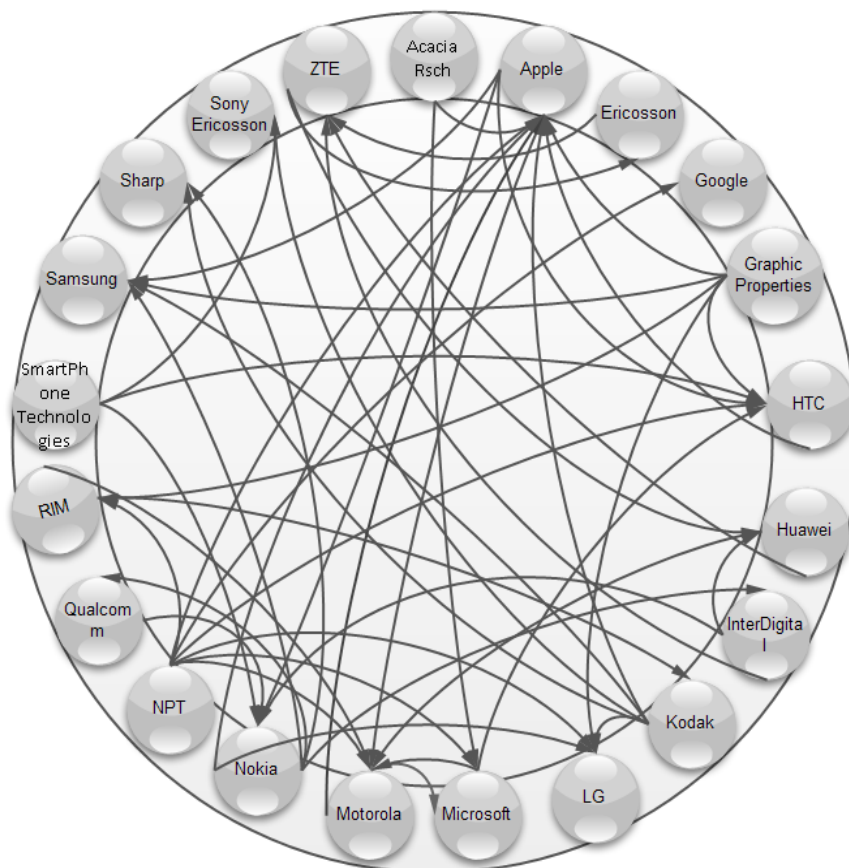 Acacia
Rsch
Apple
ZTE
Ericosson
Sony
Ericosson
Google
Sharp
Graphic
Properties
Samsung
SmartPh
one
Technolo
gies
HTC
RIM
Huawei
Qualcom
m
InterDigita
l
NPT
Kodak
Nokia
LG
Motorola
Microsoft